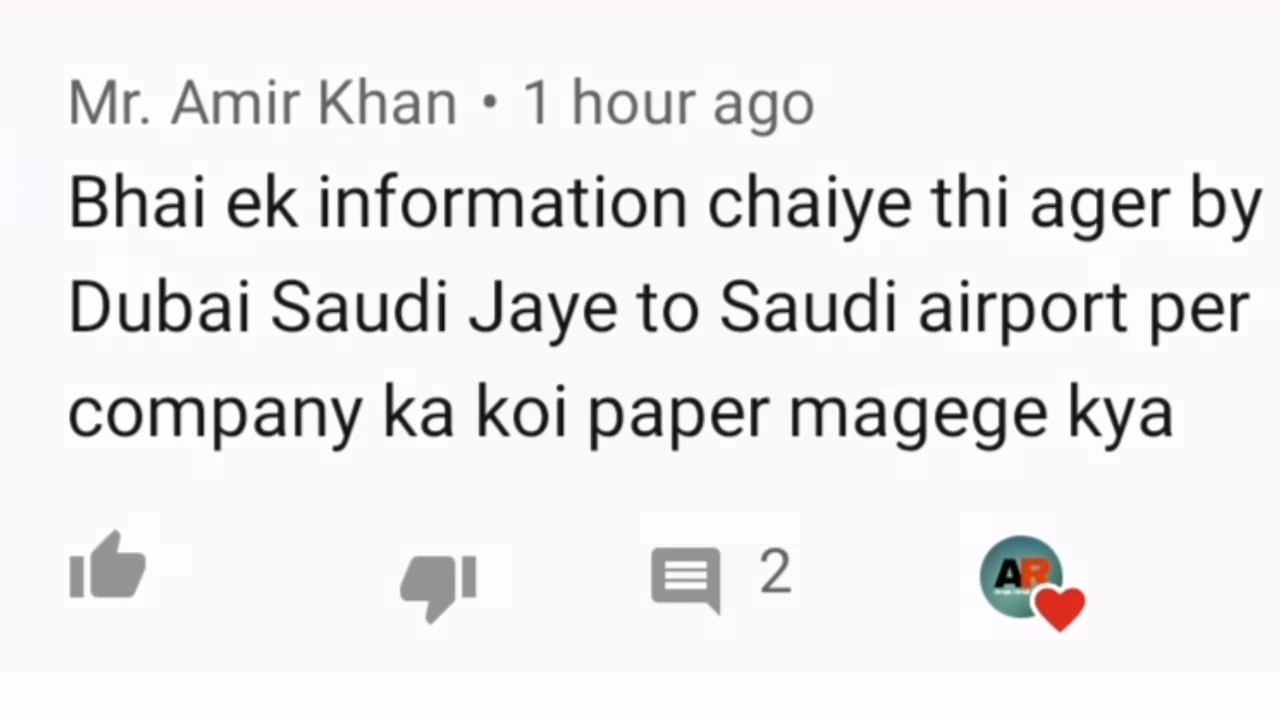 Mr. Amir Khan • 1 hour ago
Bhai ek information chaiye thi ager by
Dubai Saudi Jaye to Saudi airport per
company ka koi paper magege kya
2
AR